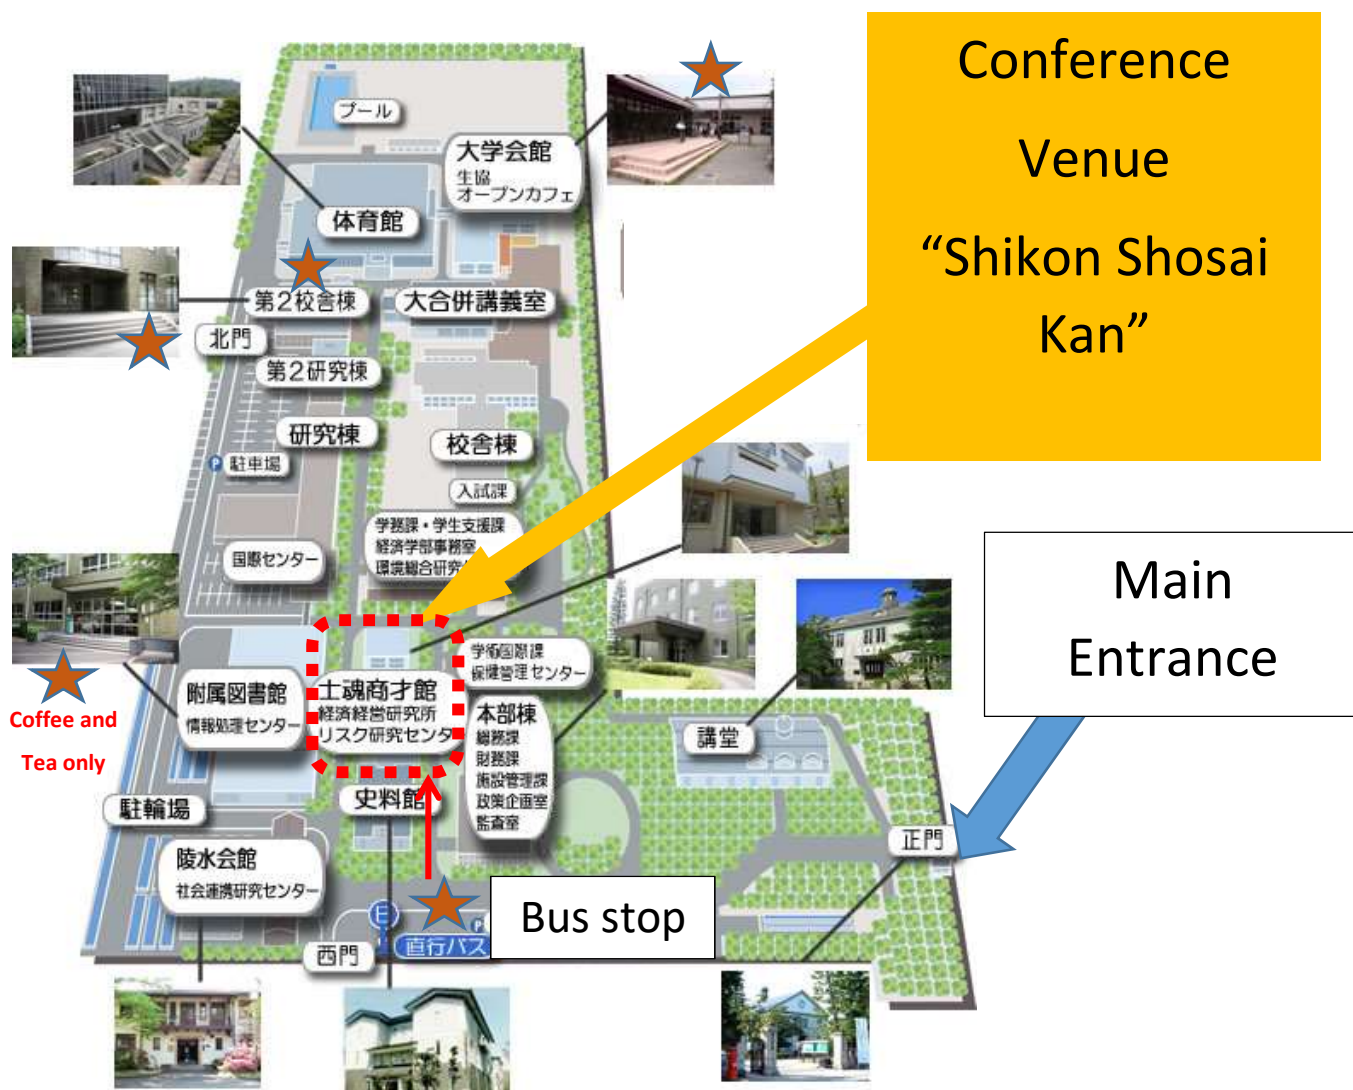 Conference
Venue
“Shikon Shosai
Kan”
プール
大学会館
生協
オープンカフェ
体育館
第2校舎棟
大合併講義室
北門
第2研究棟
研究棟
校舎棟
P 駐車場
入試課
学務課・学生支援課
経済学部事務室
環境総合研究
国際センター
Main
Entrance
学術国際課
保健管理センター
附属図書館
情報処理センター
士魂商才館
経済経営研究所
リスク研究センタ
本部棟
総務課
財務課
施設管理課
政策企画室
監査室
講堂
Coffee and
Tea only
駐輪場
史料館
正門
陵水会館
社会連携研究センター
E
P
Bus stop
西門
直行バス